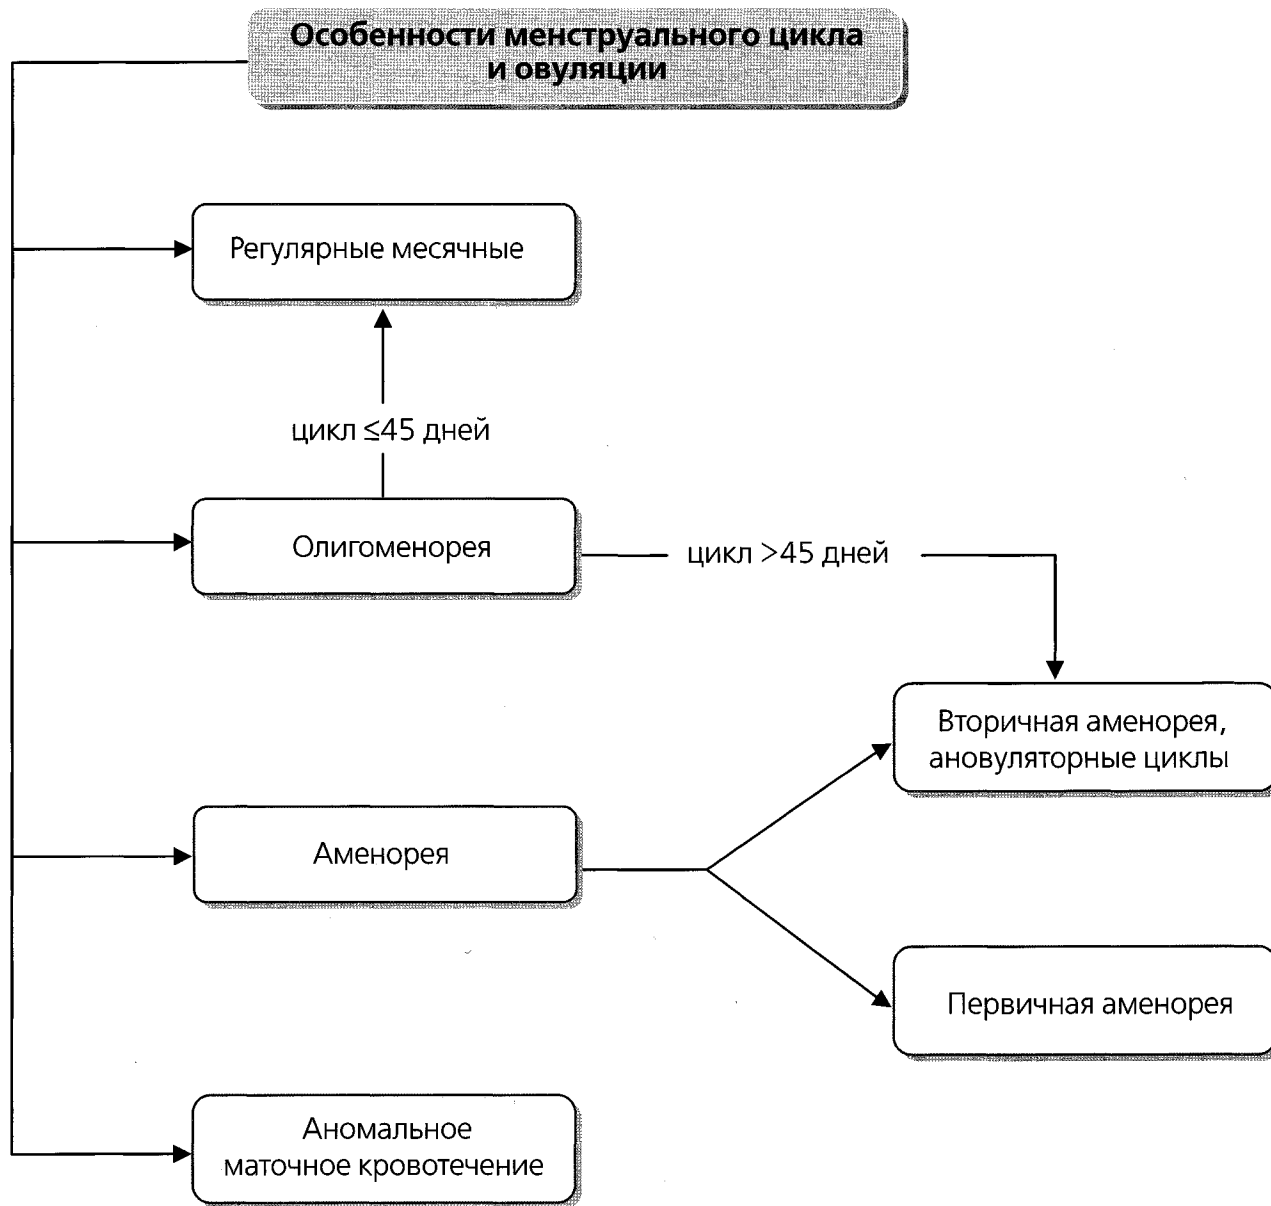 Особенности менструального цикла
и овуляции
Регулярные месячные
цикл ≤45 дней
Олигоменорея
цикл >45 дней
Вторичная аменорея,
ановуляторные циклы
Аменорея
Первичная аменорея
Аномальное
маточное кровотечение